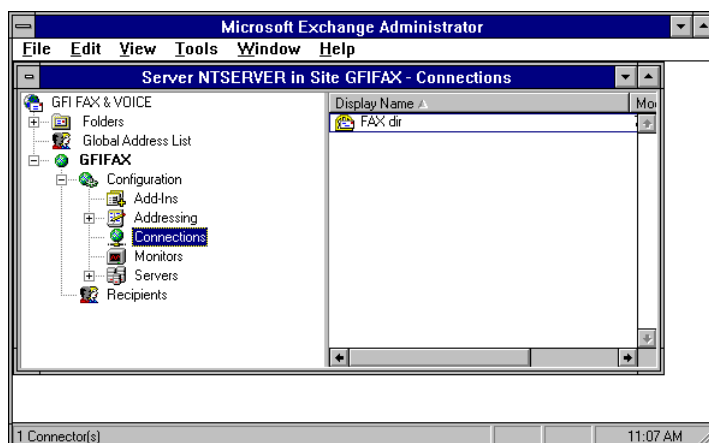 Microsoft Exchange Administrator
File Edit View Tools Window Help
Server NTSERVER in Site GFIFAX - Connections
GFI FAX & VOICE
Folders
Global Address List
GFIFAX
Configuration
Add-Ins
Addressing
Connections
Monitors
Servers
Recipients
Display Name
FAX dir
1 Connector(s)
11:07 AM